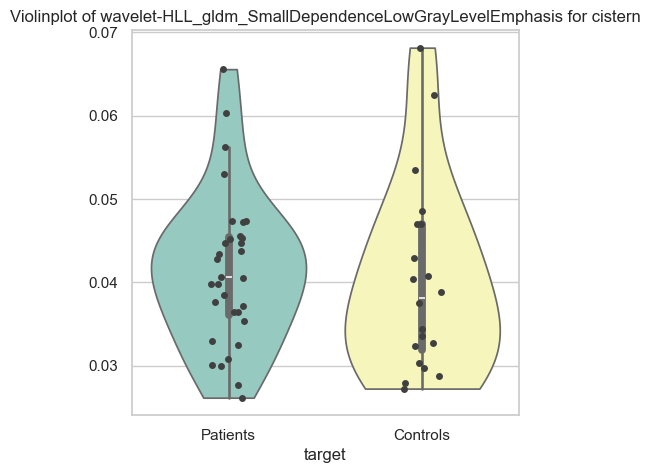 Violinplot of wavelet-HLL_gldm_SmallDependenceLowGrayLevelEmphasis for cistern
0.07
0.06
0.05
0.04
0.03
Patients
Controls
target